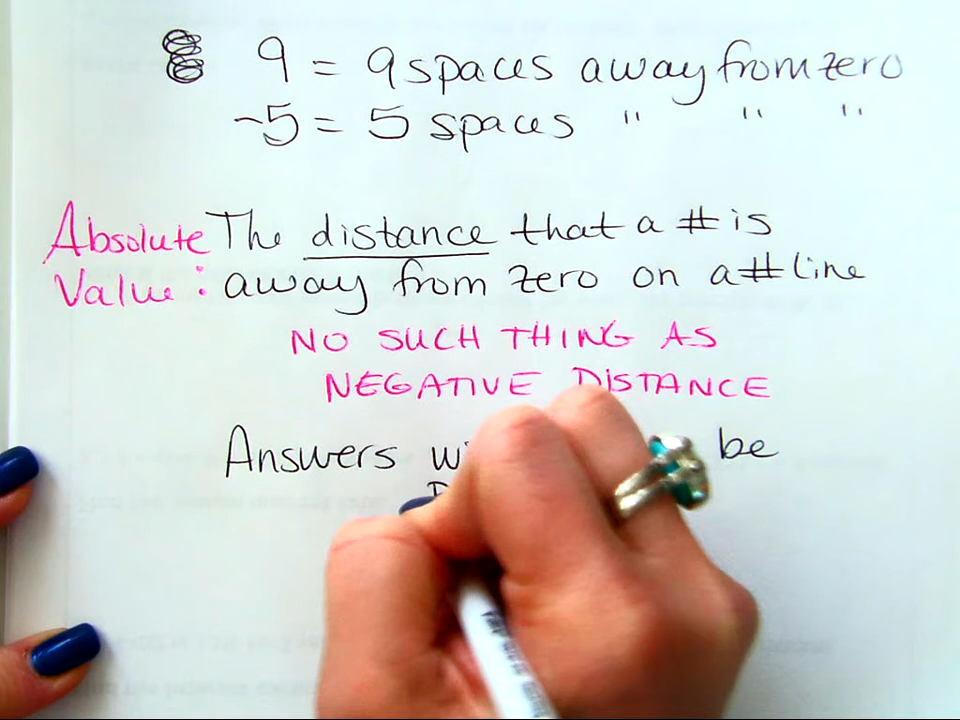 9 = 9 spaces away from zero
-5 = 5 spaces " " "
Absolute Value: The distance that a # is
away from zero on a # line
NO SUCH THING AS
NEGATIVE DISTANCE
Answers be